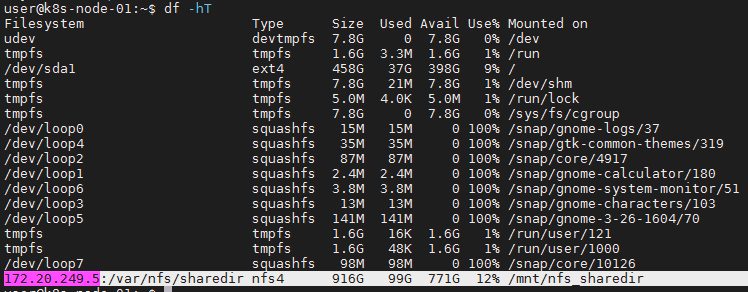 user@k8s-node-01:~$ df -hT
Filesystem Type Size Used Avail Use% Mounted on
udev devtmpfs 7.8G 0 7.8G 0% /dev
tmpfs tmpfs 1.6G 3.3M 1.6G 1% /run
/dev/sda1 ext4 458G 37G 398G 9% /
tmpfs tmpfs 7.8G 21M 7.8G 1% /dev/shm
tmpfs tmpfs 5.0M 4.0K 5.0M 1% /run/lock
tmpfs tmpfs 7.8G 0 7.8G 0% /sys/fs/cgroup
/dev/loop0 squashfs 15M 15M 0 100% /snap/gnome-logs/37
/dev/loop4 squashfs 35M 35M 0 100% /snap/gtk-common-themes/319
/dev/loop2 squashfs 87M 87M 0 100% /snap/core/4917
/dev/loop1 squashfs 2.4M 2.4M 0 100% /snap/gnome-calculator/180
/dev/loop6 squashfs 3.8M 3.8M 0 100% /snap/gnome-system-monitor/51
/dev/loop3 squashfs 13M 13M 0 100% /snap/gnome-characters/103
/dev/loop5 squashfs 141M 141M 0 100% /snap/gnome-3-26-1604/70
tmpfs tmpfs 1.6G 16K 1.6G 1% /run/user/121
tmpfs tmpfs 1.6G 48K 1.6G 1% /run/user/1000
/dev/loop7 squashfs 98M 98M 0 100% /snap/core/10126
172.20.249.5:/var/nfs/sharedir nfs4 916G 99G 771G 12% /mnt/nfs_sharedir